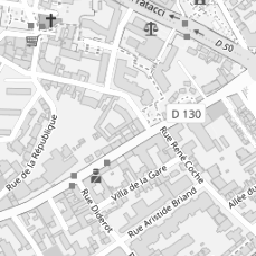 D 50
D 130
Rue de la République
Rue René Coche
Villa de la Gare
Rue Diderot
Rue Aristide Briand